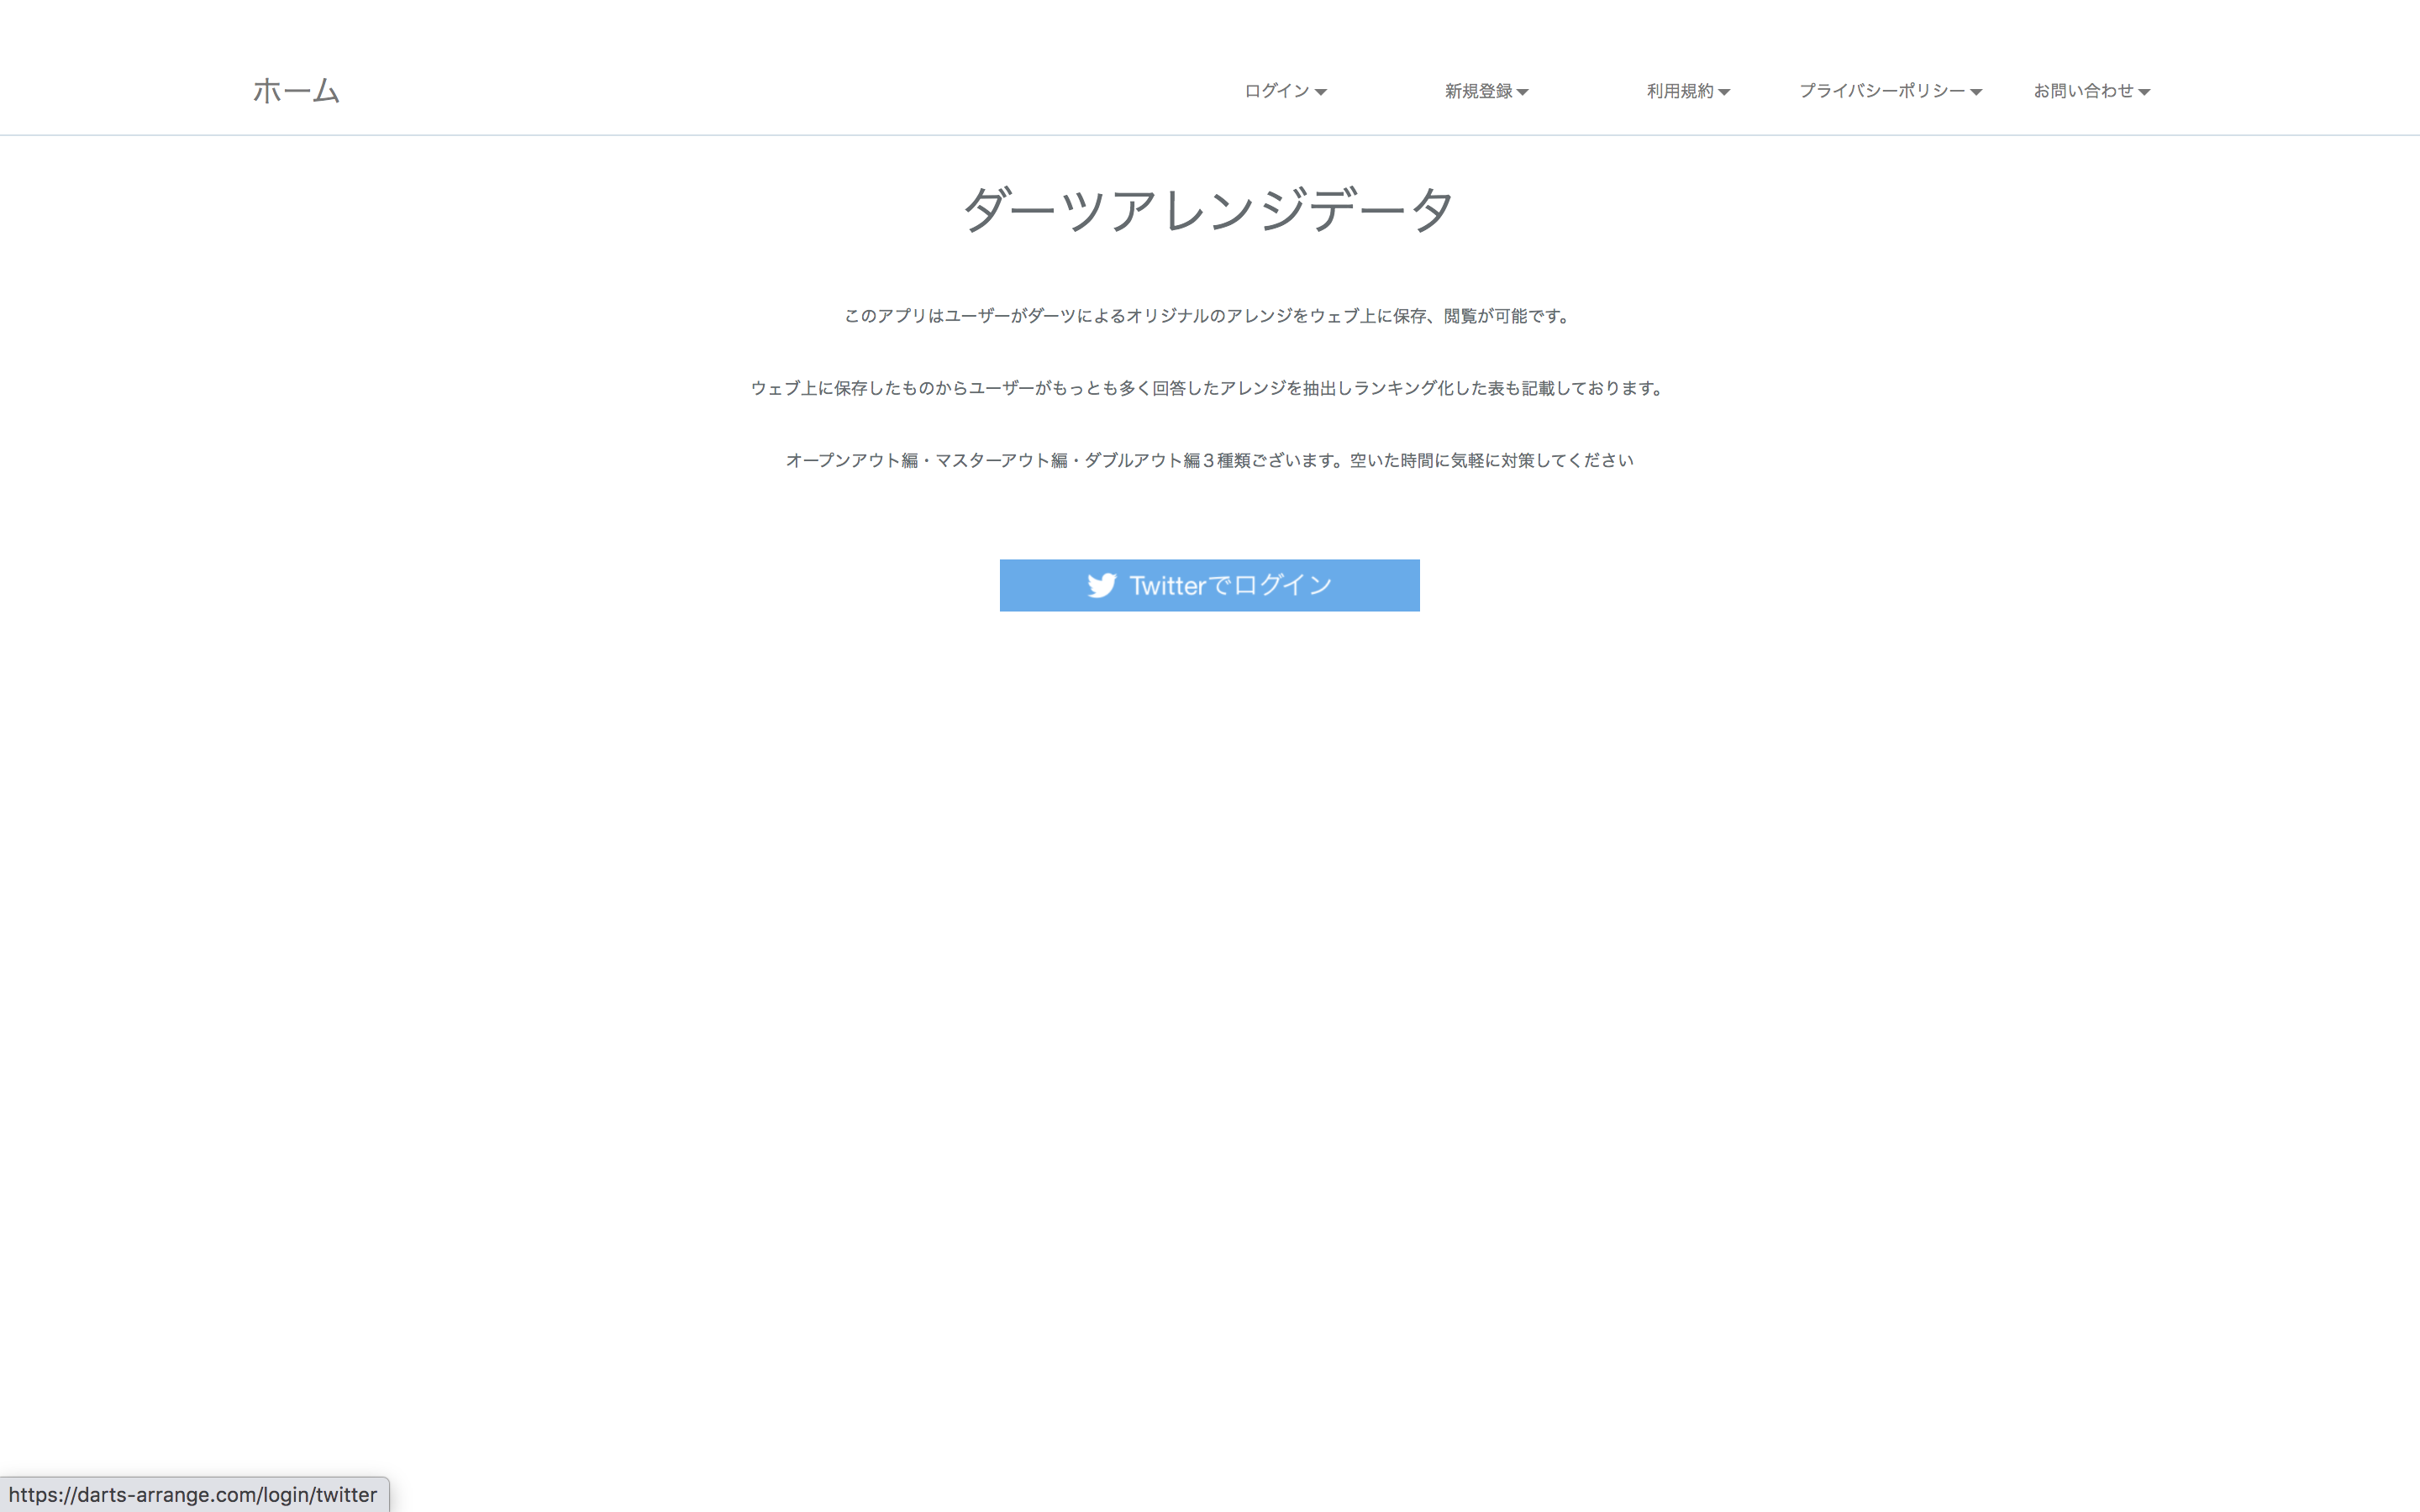 ホーム
ログイン
新規登録
利用規約
プライバシーポリシー
お問い合わせ
ダーツアレンジデータ
このアプリはユーザーがダーツによるオリジナルのアレンジをウェブ上に保存、閲覧が可能です。
ウェブ上に保存したものからユーザーがもっとも多く回答したアレンジを抽出しランキング化した表も記載しております。
オープンアウト編・マスターアウト編・ダブルアウト編３種類ございます。空いた時間に気軽に対策してください
Twitterでログイン
https://darts-arrange.com/login/twitter